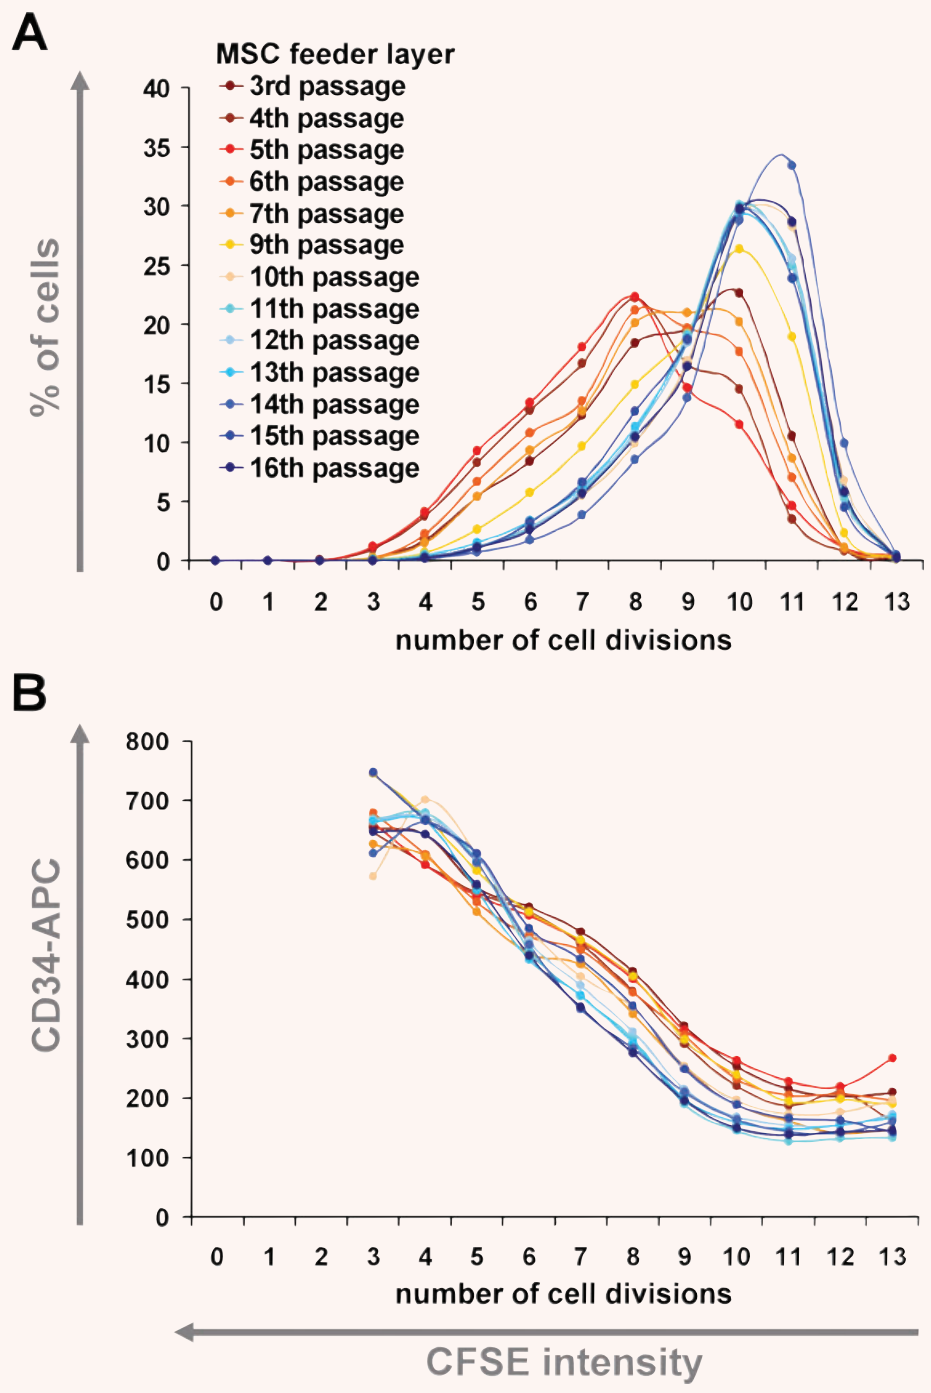 A
MSC feeder layer
3rd passage
4th passage
5th passage
6th passage
7th passage
9th passage
10th passage
11th passage
12th passage
13th passage
14th passage
15th passage
16th passage
% of cells
40
35
30
25
20
15
10
5
0
0 1 2 3 4 5 6 7 8 9 10 11 12 13
number of cell divisions
B
CD34-APC
800
700
600
500
400
300
200
100
0
0 1 2 3 4 5 6 7 8 9 10 11 12 13
number of cell divisions
CFSE intensity